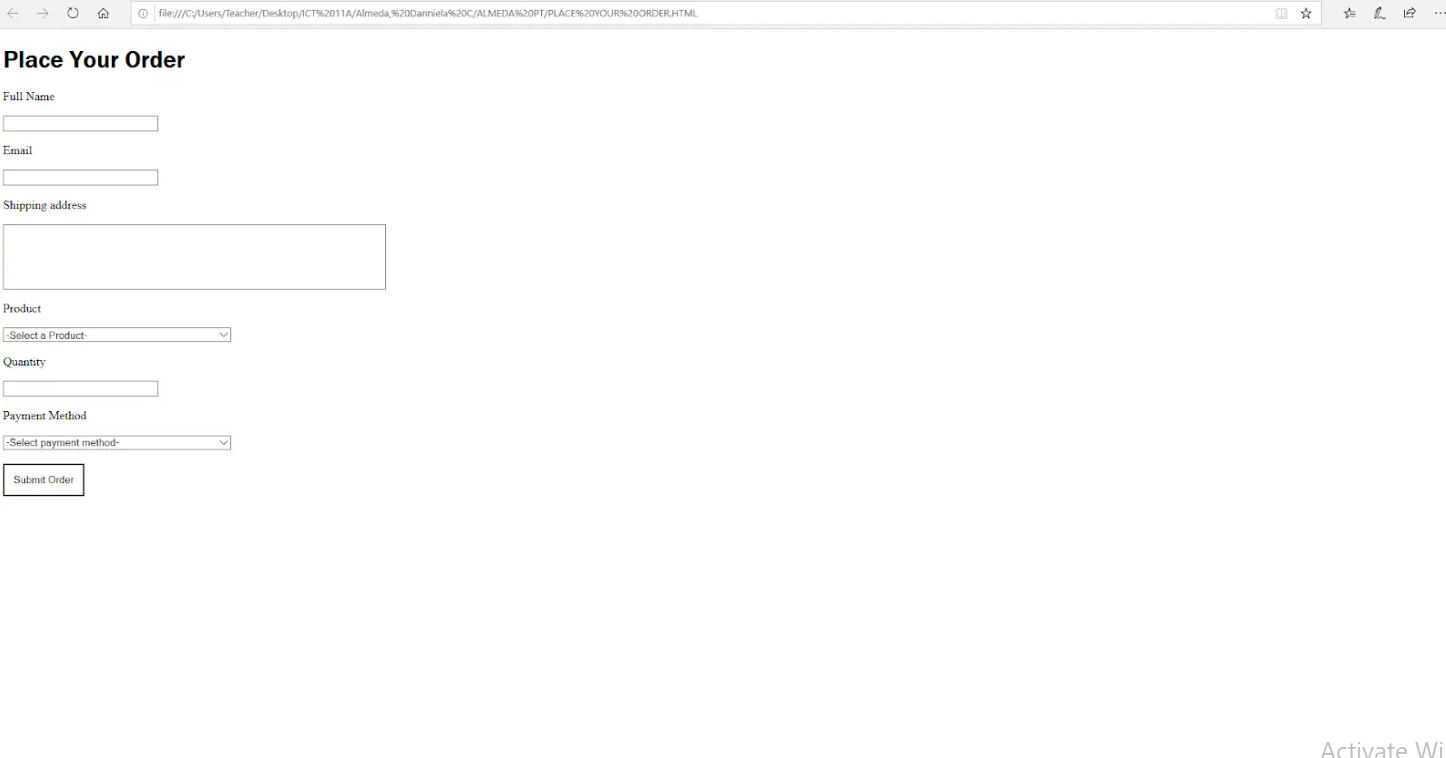 file:///C:/Users/Teacher/Desktop/ICT%2011A/Almeda,%20Danniela%20C/ALMEDA%20PT/PLACE%20YOUR%20ORDER.HTML
Place Your Order
Full Name
Email
Shipping address
Product
-Select a Product-
Quantity
Payment Method
-Select payment method-
Submit Order
Activate Wi